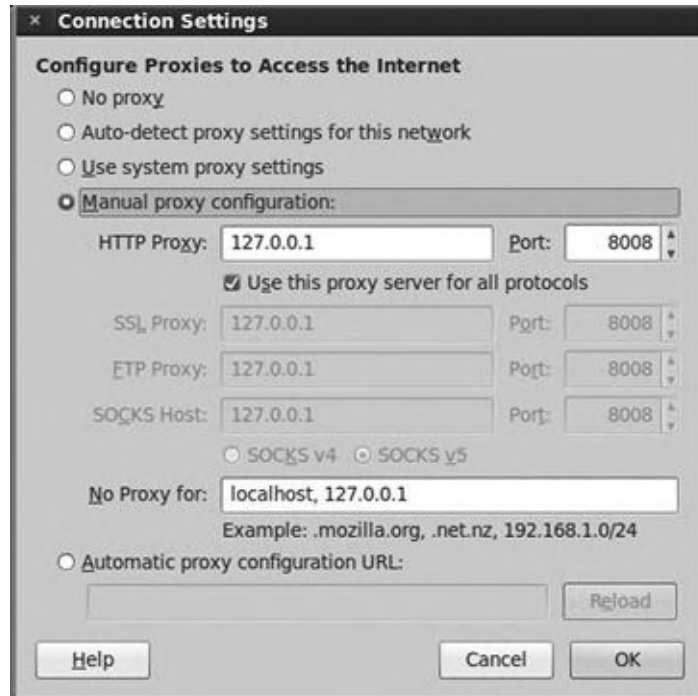 × Connection Settings
Configure Proxies to Access the Internet
No proxy
Auto-detect proxy settings for this network
Use system proxy settings
Manual proxy configuration:
HTTP Proxy: 127.0.0.1 Port: 8008
Use this proxy server for all protocols
SSL Proxy: 127.0.0.1 Port: 8008
FTP Proxy: 127.0.0.1 Port: 8008
SOCKS Host: 127.0.0.1 Port: 8008
SOCKS v4 SOCKS v5
No Proxy for: localhost, 127.0.0.1
Example: .mozilla.org, .net.nz, 192.168.1.0/24
Automatic proxy configuration URL:
Reload
Help Cancel OK